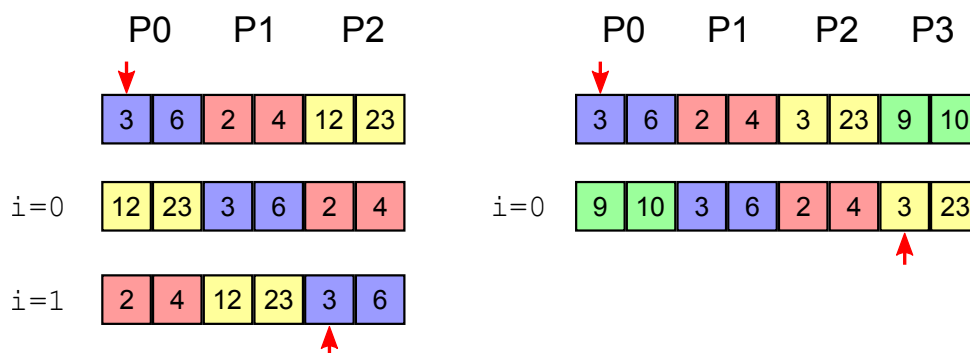 P0 P1 P2
3 6 2 4 12 23
i=0 12 23 3 6 2 4
i=1 2 4 12 23 3 6
P0 P1 P2 P3
3 6 2 4 3 23 9 10
i=0 9 10 3 6 2 4 3 23